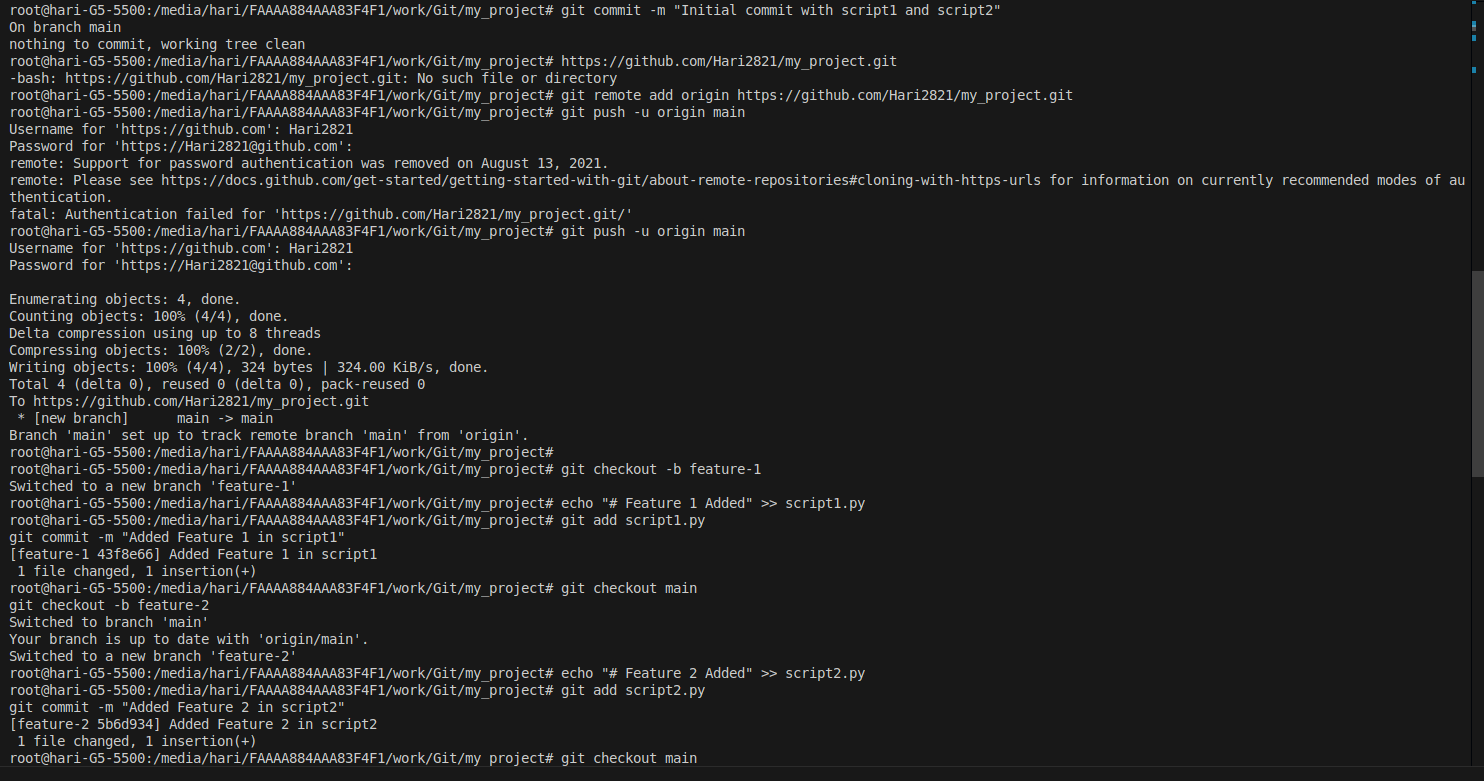 root@hari-G5-5500:/media/hari/FAAAA884AAA83F4F1/work/Git/my_project# git commit -m "Initial commit with script1 and script2"
On branch main
nothing to commit, working tree clean
root@hari-G5-5500:/media/hari/FAAAA884AAA83F4F1/work/Git/my_project# https://github.com/Hari2821/my_project.git
-bash: https://github.com/Hari2821/my_project.git: No such file or directory
root@hari-G5-5500:/media/hari/FAAAA884AAA83F4F1/work/Git/my_project# git remote add origin https://github.com/Hari2821/my_project.git
root@hari-G5-5500:/media/hari/FAAAA884AAA83F4F1/work/Git/my_project# git push -u origin main
Username for 'https://github.com': Hari2821
Password for 'https://Hari2821@github.com':
remote: Support for password authentication was removed on August 13, 2021.
remote: Please see https://docs.github.com/get-started/getting-started-with-git/about-remote-repositories#cloning-with-https-urls for information on currently recommended modes of au
thentication.
fatal: Authentication failed for 'https://github.com/Hari2821/my_project.git/'
root@hari-G5-5500:/media/hari/FAAAA884AAA83F4F1/work/Git/my_project# git push -u origin main
Username for 'https://github.com': Hari2821
Password for 'https://Hari2821@github.com':
Enumerating objects: 4, done.
Counting objects: 100% (4/4), done.
Delta compression using up to 8 threads
Compressing objects: 100% (2/2), done.
Writing objects: 100% (4/4), 324 bytes | 324.00 KiB/s, done.
Total 4 (delta 0), reused 0 (delta 0), pack-reused 0
To https://github.com/Hari2821/my_project.git
 * [new branch]      main -> main
Branch 'main' set up to track remote branch 'main' from 'origin'.
root@hari-G5-5500:/media/hari/FAAAA884AAA83F4F1/work/Git/my_project#
root@hari-G5-5500:/media/hari/FAAAA884AAA83F4F1/work/Git/my_project# git checkout -b feature-1
Switched to a new branch 'feature-1'
root@hari-G5-5500:/media/hari/FAAAA884AAA83F4F1/work/Git/my_project# echo "# Feature 1 Added" >> script1.py
root@hari-G5-5500:/media/hari/FAAAA884AAA83F4F1/work/Git/my_project# git add script1.py
git commit -m "Added Feature 1 in script1"
[feature-1 43f8e66] Added Feature 1 in script1
 1 file changed, 1 insertion(+)
root@hari-G5-5500:/media/hari/FAAAA884AAA83F4F1/work/Git/my_project# git checkout main
git checkout -b feature-2
Switched to branch 'main'
Your branch is up to date with 'origin/main'.
Switched to a new branch 'feature-2'
root@hari-G5-5500:/media/hari/FAAAA884AAA83F4F1/work/Git/my_project# echo "# Feature 2 Added" >> script2.py
root@hari-G5-5500:/media/hari/FAAAA884AAA83F4F1/work/Git/my_project# git add script2.py
git commit -m "Added Feature 2 in script2"
[feature-2 5b6d934] Added Feature 2 in script2
 1 file changed, 1 insertion(+)
root@hari-G5-5500:/media/hari/FAAAA884AAA83F4F1/work/Git/my_project# git checkout main